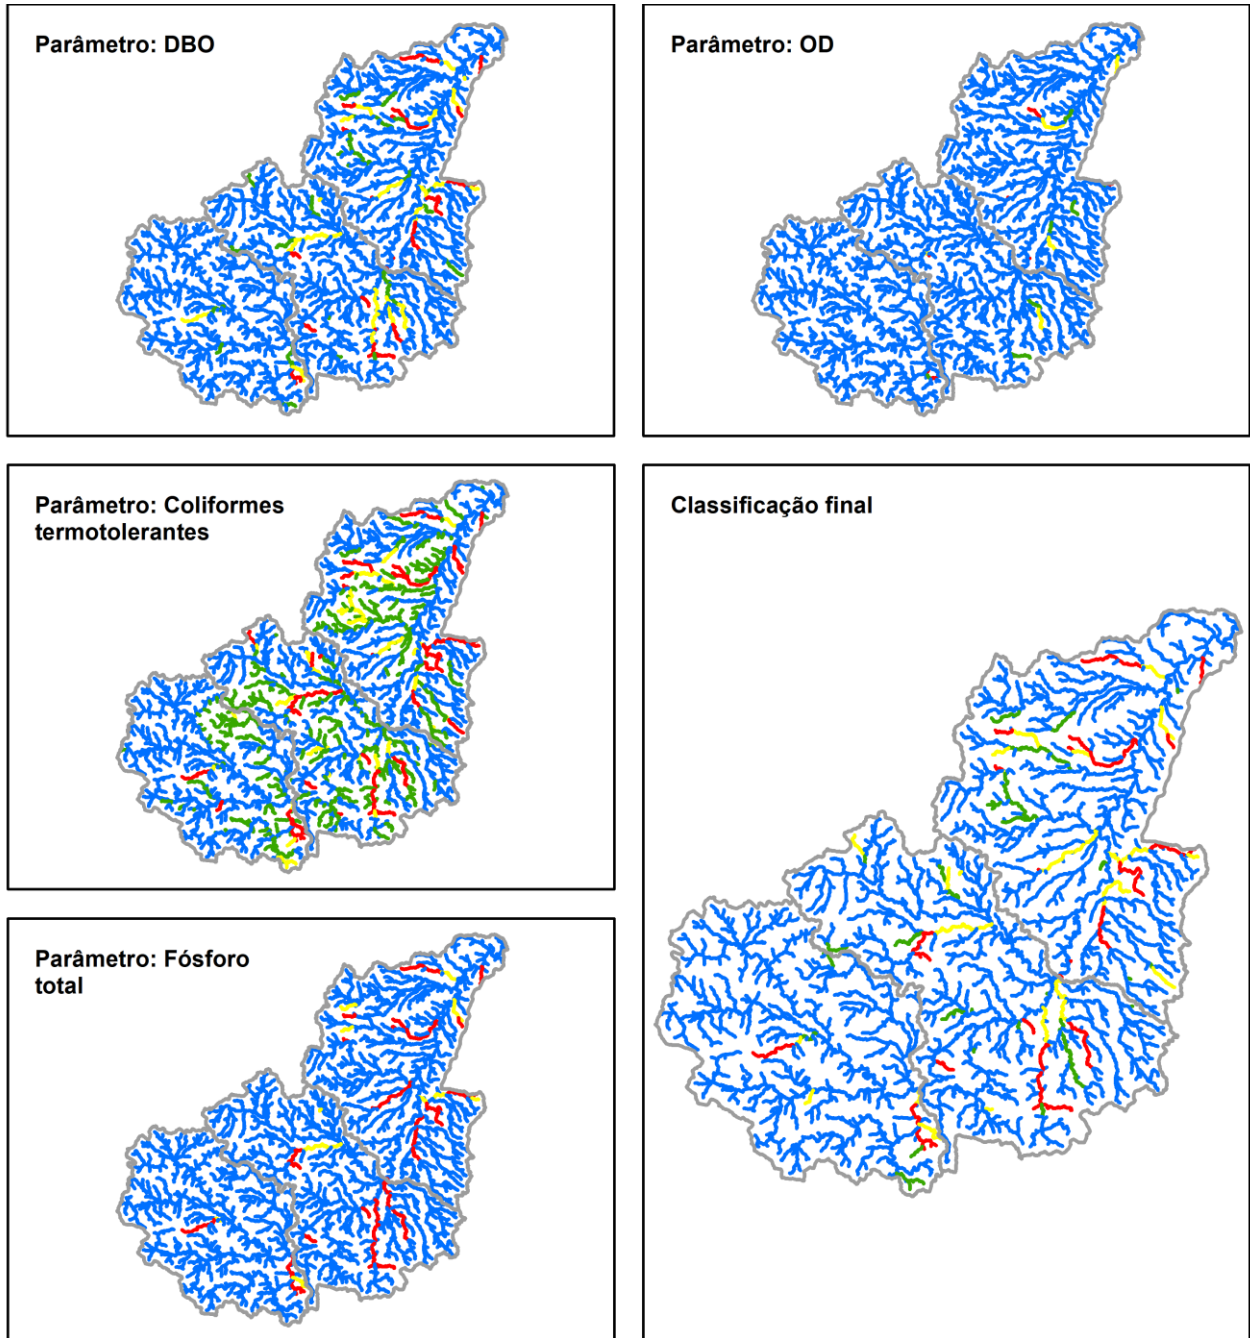 Parâmetro: DBO
Parâmetro: OD
Parâmetro: Coliformes
termotolerantes
Classificação final
Parâmetro: Fósforo
total